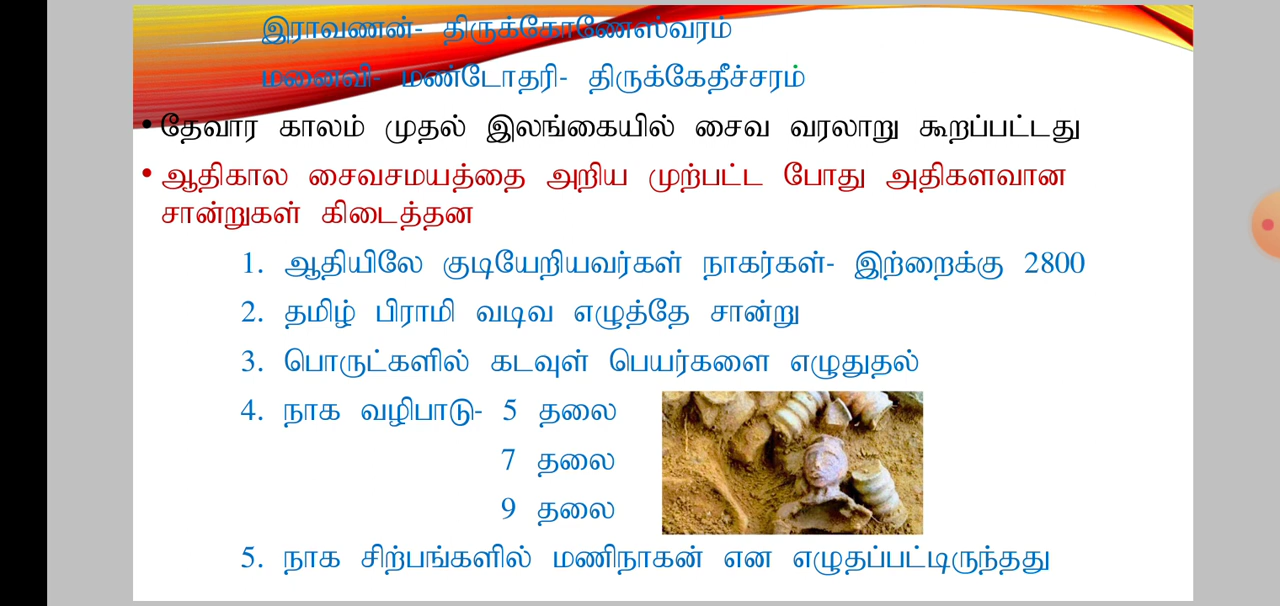 இராவணன்- திருக்கோணேஸ்வரம்
மனைவி- மண்டோதரி- திருக்கேதீச்சரம்
• தேவார காலம் முதல் இலங்கையில் சைவ வரலாறு கூறப்பட்டது
• ஆதிகால சைவசமயத்தை அறிய முற்பட்ட போது அதிகளவான
சான்றுகள் கிடைத்தன
1. ஆதியிலே குடியேறியவர்கள் நாகர்கள்- இற்றைக்கு 2800
2. தமிழ் பிராமி வடிவ எழுத்தே சான்று
3. பொருட்களில் கடவுள் பெயர்களை எழுதுதல்
4. நாக வழிபாடு- 5 தலை
7 தலை
9 தலை
5. நாக சிற்பங்களில் மணிநாகன் என எழுதப்பட்டிருந்தது